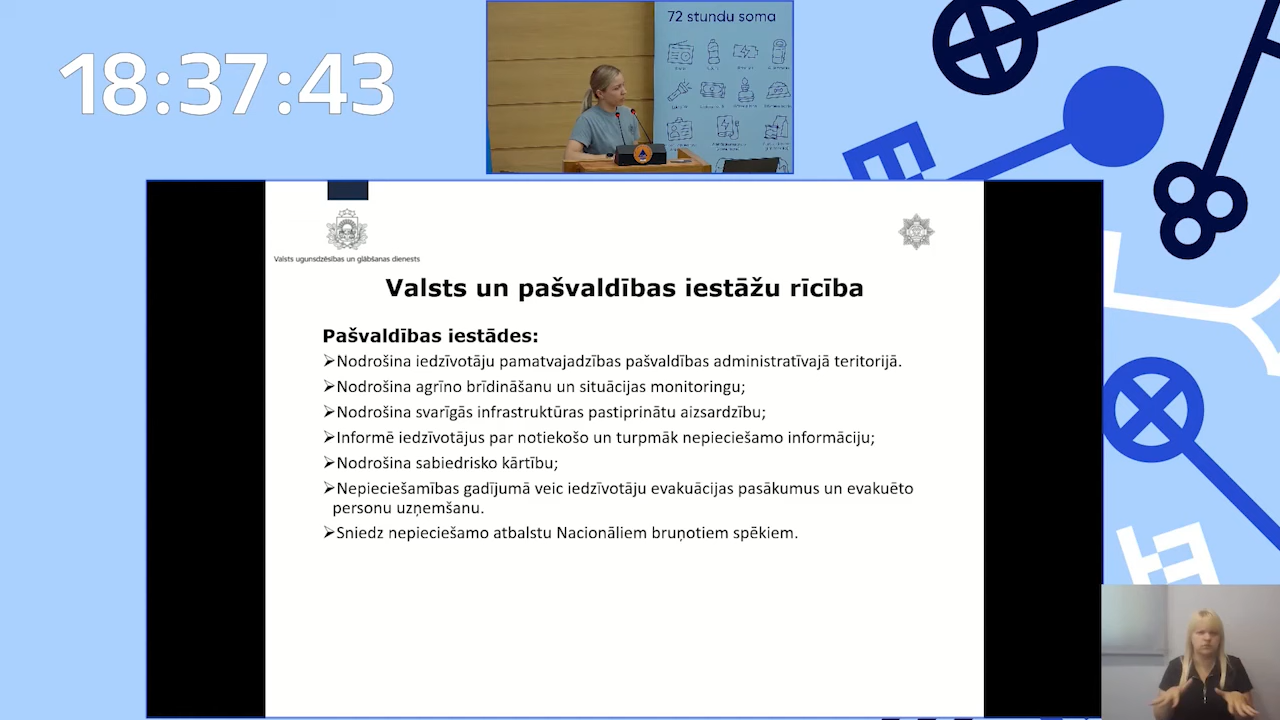 18:37:43
72 stundu soma
Valsts ugunsdzēsības un glābšanas dienests
Valsts un pašvaldības iestāžu rīcība
Pašvaldības iestādes:
➢Nodrošina iedzīvotāju pamatvajadzības pašvaldības administratīvajā teritorijā.
➢Nodrošina agrīno brīdināšanu un situācijas monitoringu;
➢Nodrošina svarīgās infrastruktūras pastiprinātu aizsardzību;
➢Informē iedzīvotājus par notiekošo un turpmāk nepieciešamo informāciju;
➢Nodrošina sabiedrisko kārtību;
➢Nepieciešamības gadījumā veic iedzīvotāju evakuācijas pasākumus un evakuēto
personu uzņemšanu.
➢Sniedz nepieciešamo atbalstu Nacionāliem bruņotiem spēkiem.